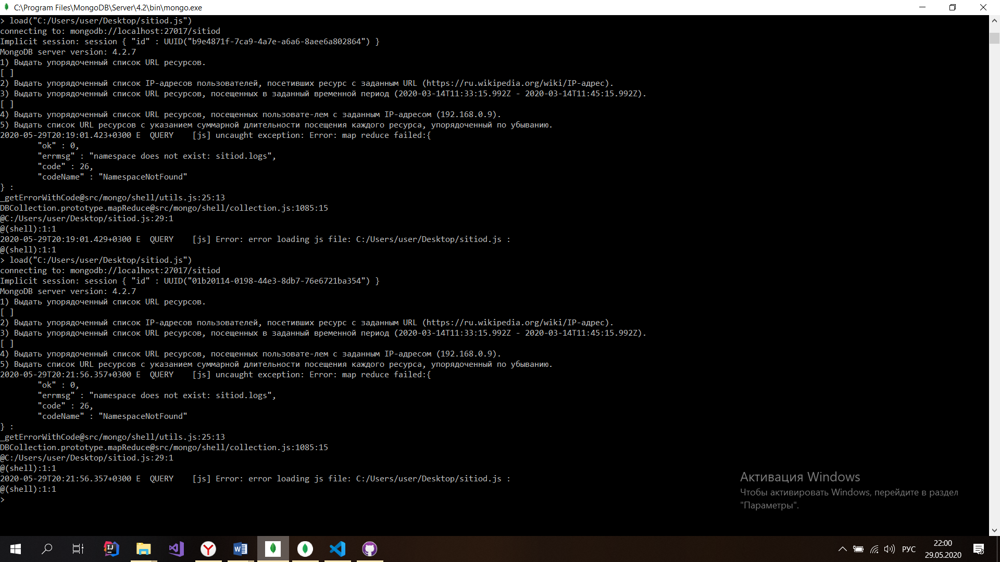 C:\Program Files\MongoDB\Server\4.2\bin\mongo.exe
> load("C:/Users/user/Desktop/sitiod.js")
connecting to: mongodb://localhost:27017/sitiod
Implicit session: session { "id" : UUID("b9e4871f-7ca9-4a7e-a6a6-8aee6a802864") }
MongoDB server version: 4.2.7
1) Выдать упорядоченный список URL ресурсов.
[ ]
2) Выдать упорядоченный список IP-адресов пользователей, посетивших ресурс с заданным URL (https://ru.wikipedia.org/wiki/IP-адрес).
3) Выдать упорядоченный список URL ресурсов, посещенных в заданный временной период (2020-03-14T11:33:15.992Z - 2020-03-14T11:45:15.992Z).
[ ]
4) Выдать упорядоченный список URL ресурсов, посещенных пользовате-лем с заданным IP-адресом (192.168.0.9).
5) Выдать список URL ресурсов с указанием суммарной длительности посещения каждого ресурса, упорядоченный по убыванию.
2020-05-29T20:19:01.423+0300 E  QUERY    [js] uncaught exception: Error: map reduce failed:{
        "ok" : 0,
        "errmsg" : "namespace does not exist: sitiod.logs",
        "code" : 26,
        "codeName" : "NamespaceNotFound"
} :
_getErrorWithCode@src/mongo/shell/utils.js:25:13
DBCollection.prototype.mapReduce@src/mongo/shell/collection.js:1085:15
@C:/Users/user/Desktop/sitiod.js:29:1
@(shell):1:1
2020-05-29T20:19:01.429+0300 E  QUERY    [js] Error: error loading js file: C:/Users/user/Desktop/sitiod.js :
@(shell):1:1
> load("C:/Users/user/Desktop/sitiod.js")
connecting to: mongodb://localhost:27017/sitiod
Implicit session: session { "id" : UUID("01b20114-0198-44e3-8db7-76e6721ba354") }
MongoDB server version: 4.2.7
1) Выдать упорядоченный список URL ресурсов.
[ ]
2) Выдать упорядоченный список IP-адресов пользователей, посетивших ресурс с заданным URL (https://ru.wikipedia.org/wiki/IP-адрес).
3) Выдать упорядоченный список URL ресурсов, посещенных в заданный временной период (2020-03-14T11:33:15.992Z - 2020-03-14T11:45:15.992Z).
[ ]
4) Выдать упорядоченный список URL ресурсов, посещенных пользовате-лем с заданным IP-адресом (192.168.0.9).
5) Выдать список URL ресурсов с указанием суммарной длительности посещения каждого ресурса, упорядоченный по убыванию.
2020-05-29T20:21:56.357+0300 E  QUERY    [js] uncaught exception: Error: map reduce failed:{
        "ok" : 0,
        "errmsg" : "namespace does not exist: sitiod.logs",
        "code" : 26,
        "codeName" : "NamespaceNotFound"
} :
_getErrorWithCode@src/mongo/shell/utils.js:25:13
DBCollection.prototype.mapReduce@src/mongo/shell/collection.js:1085:15
@C:/Users/user/Desktop/sitiod.js:29:1
@(shell):1:1
2020-05-29T20:21:56.357+0300 E  QUERY    [js] Error: error loading js file: C:/Users/user/Desktop/sitiod.js :
@(shell):1:1
>
Активация Windows
Чтобы активировать Windows, перейдите в раздел
"Параметры".
РУС
22:00
29.05.2020